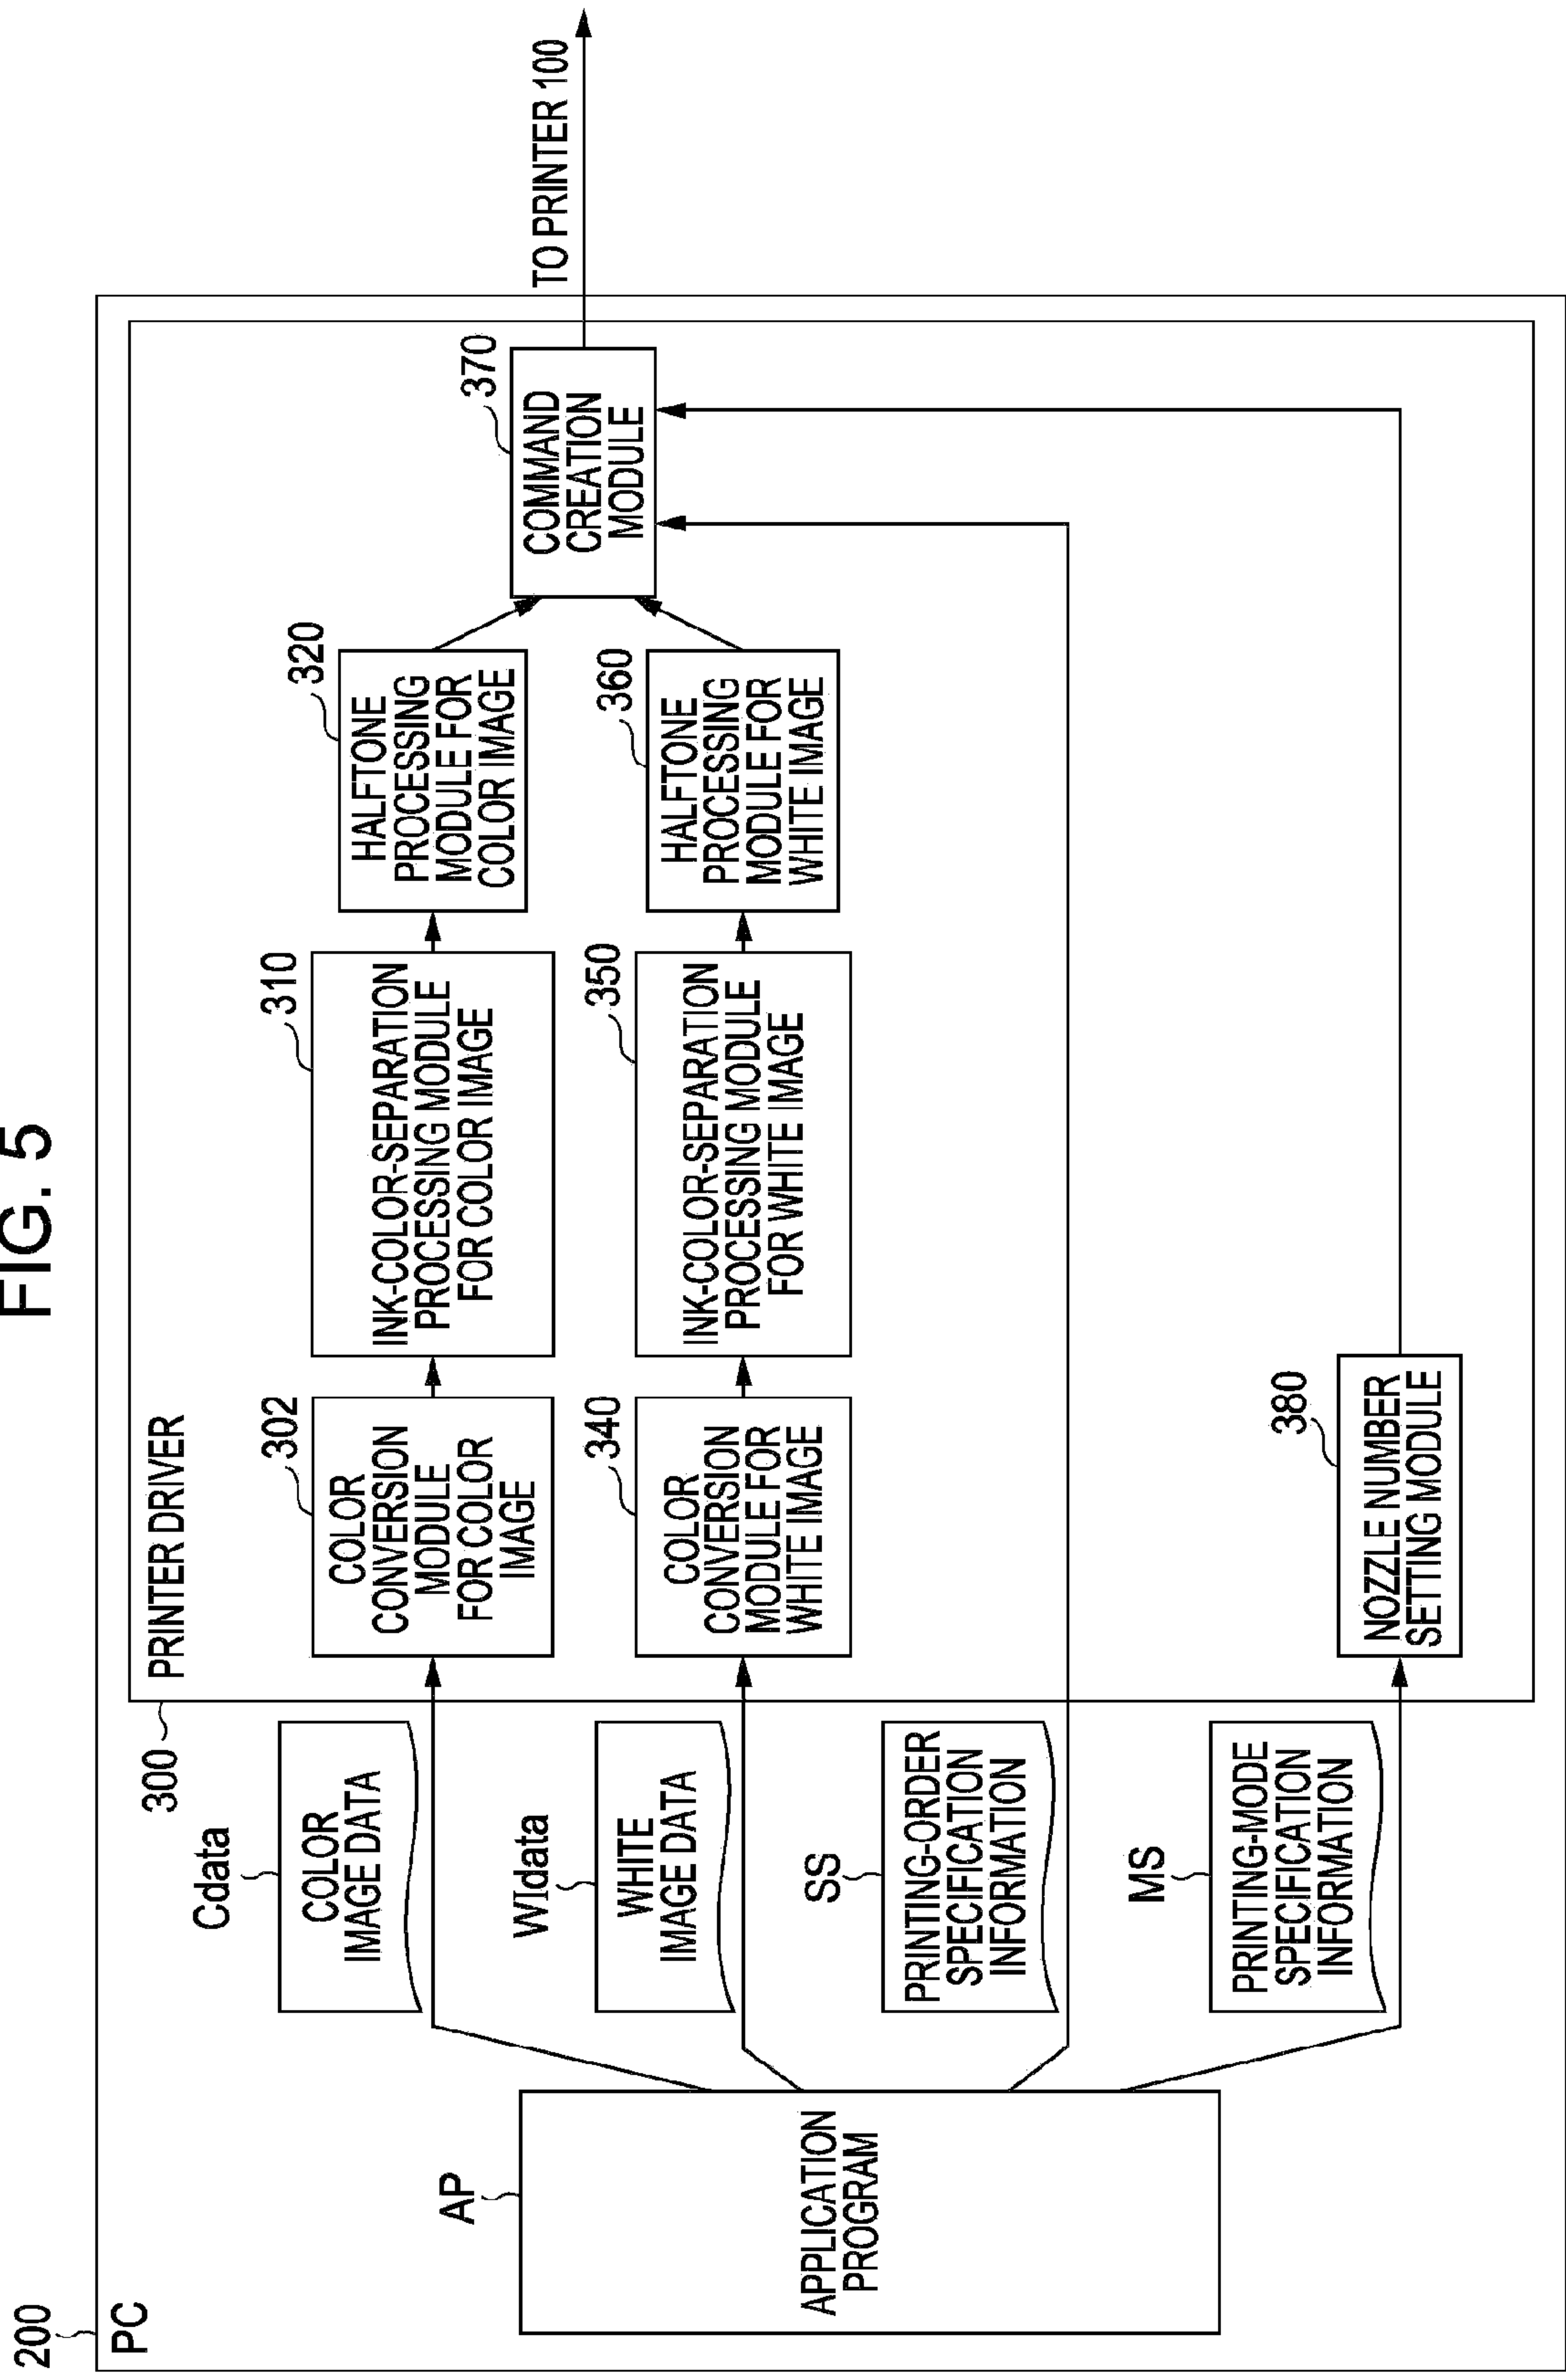 FIG. 5
200
PC
300
PRINTER DRIVER
AP
APPLICATION
PROGRAM
Cdata
COLOR
IMAGE DATA
302
COLOR
CONVERSION
MODULE
FOR COLOR
IMAGE
310
INK-COLOR-SEPARATION
PROCESSING MODULE
FOR COLOR IMAGE
320
HALFTONE
PROCESSING
MODULE FOR
COLOR IMAGE
370
COMMAND
CREATION
MODULE
TO PRINTER 100
WIdata
WHITE
IMAGE DATA
340
COLOR
CONVERSION
MODULE FOR
WHITE IMAGE
350
INK-COLOR-SEPARATION
PROCESSING MODULE
FOR WHITE IMAGE
360
HALFTONE
PROCESSING
MODULE FOR
WHITE IMAGE
SS
PRINTING-ORDER
SPECIFICATION
INFORMATION
MS
PRINTING-MODE
SPECIFICATION
INFORMATION
380
NOZZLE NUMBER
SETTING MODULE